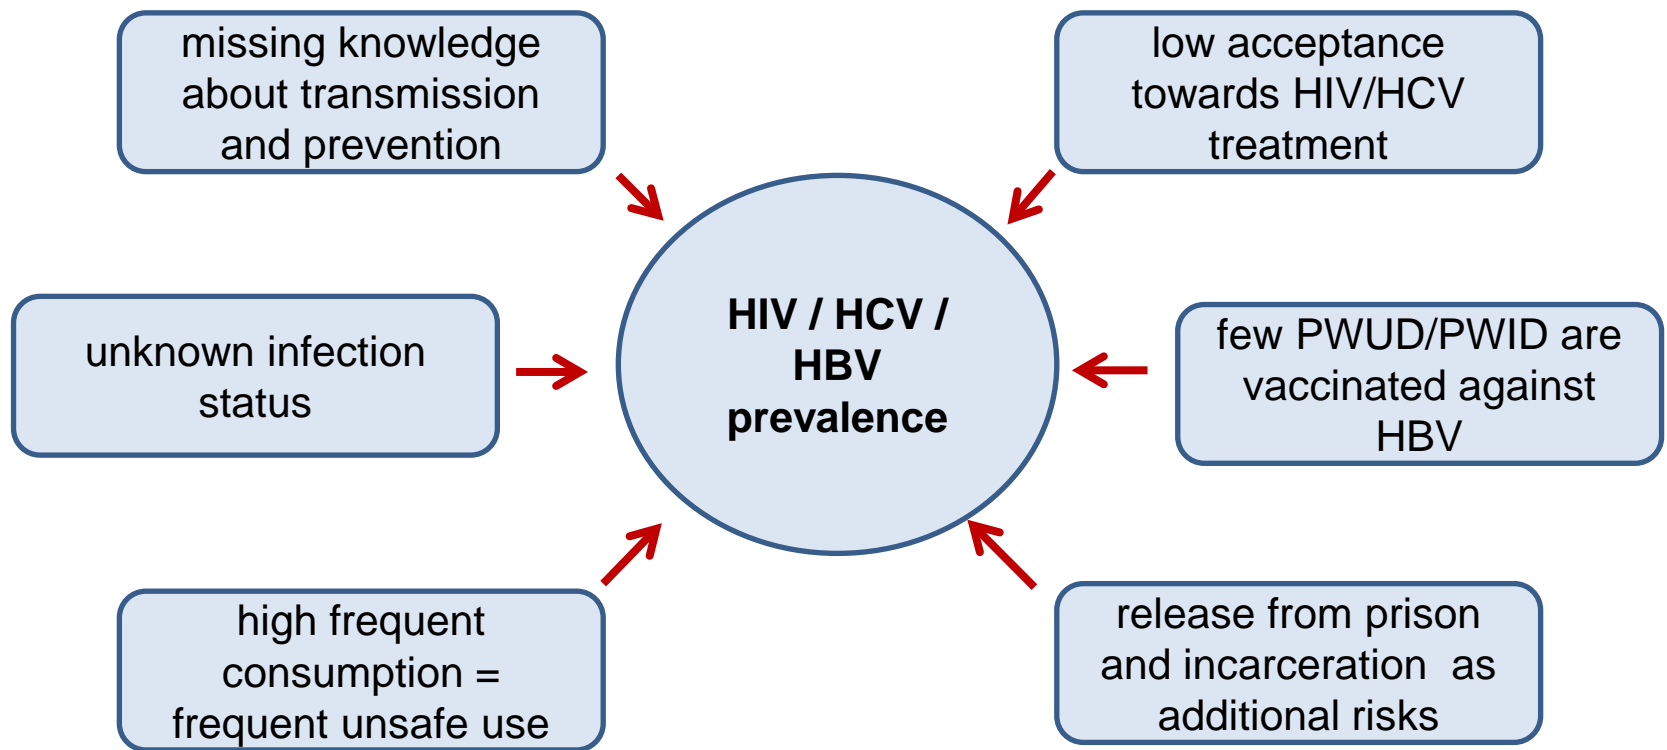 missing knowledge
about transmission
and prevention
low acceptance
towards HIV/HCV
treatment
unknown infection
status
HIV / HCV /
HBV
prevalence
few PWUD/PWID are
vaccinated against
HBV
high frequent
consumption =
frequent unsafe use
release from prison
and incarceration as
additional risks